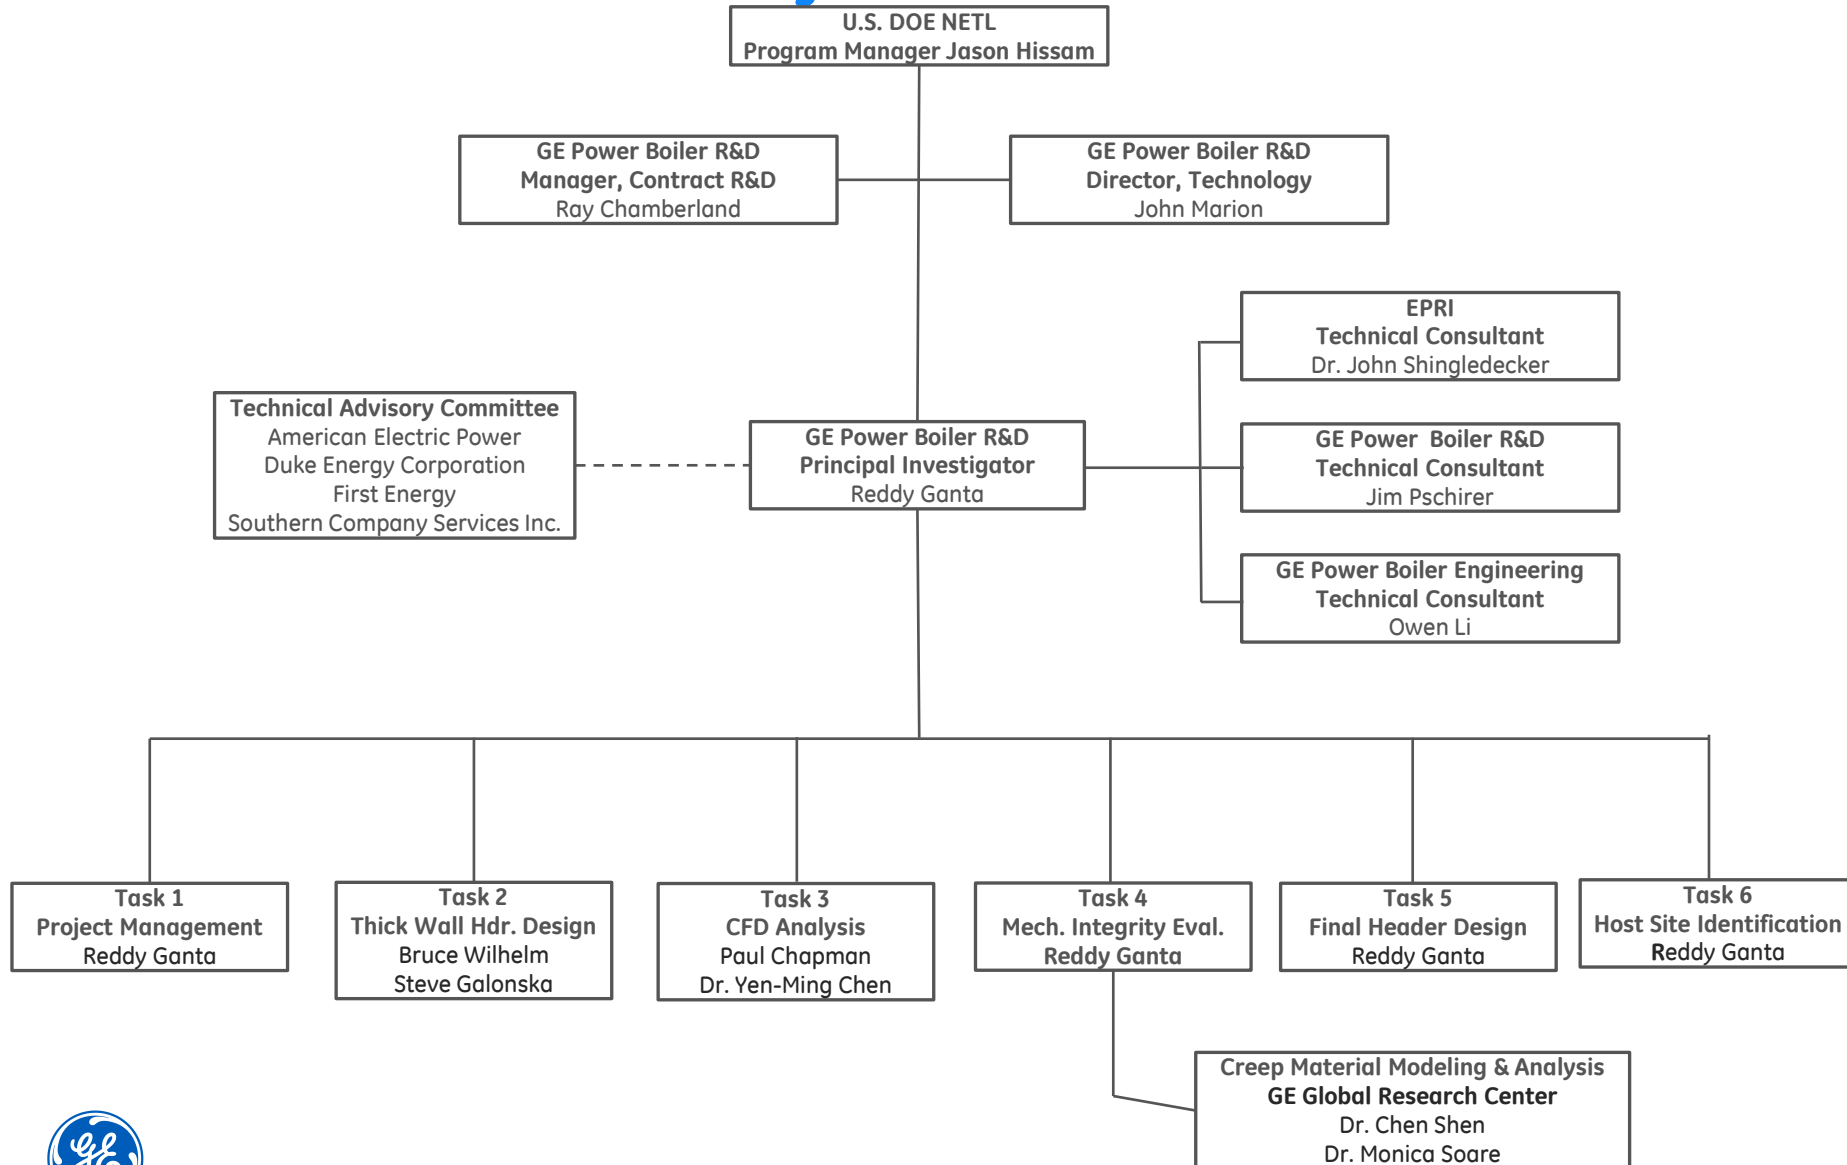 U.S. DOE NETL
Program Manager Jason Hissam
GE Power Boiler R&D
Manager, Contract R&D
Ray Chamberland
GE Power Boiler R&D
Director, Technology
John Marion
EPRI
Technical Consultant
Dr. John Shingledecker
Technical Advisory Committee
American Electric Power
Duke Energy Corporation
First Energy
Southern Company Services Inc.
GE Power Boiler R&D
Principal Investigator
Reddy Ganta
GE Power Boiler R&D
Technical Consultant
Jim Pschirer
GE Power Boiler Engineering
Technical Consultant
Owen Li
Task 1
Project Management
Reddy Ganta
Task 2
Thick Wall Hdr. Design
Bruce Wilhelm
Steve Galonska
Task 3
CFD Analysis
Paul Chapman
Dr. Yen-Ming Chen
Task 4
Mech. Integrity Eval.
Reddy Ganta
Task 5
Final Header Design
Reddy Ganta
Task 6
Host Site Identification
Reddy Ganta
Creep Material Modeling & Analysis
GE Global Research Center
Dr. Chen Shen
Dr. Monica Soare
GE